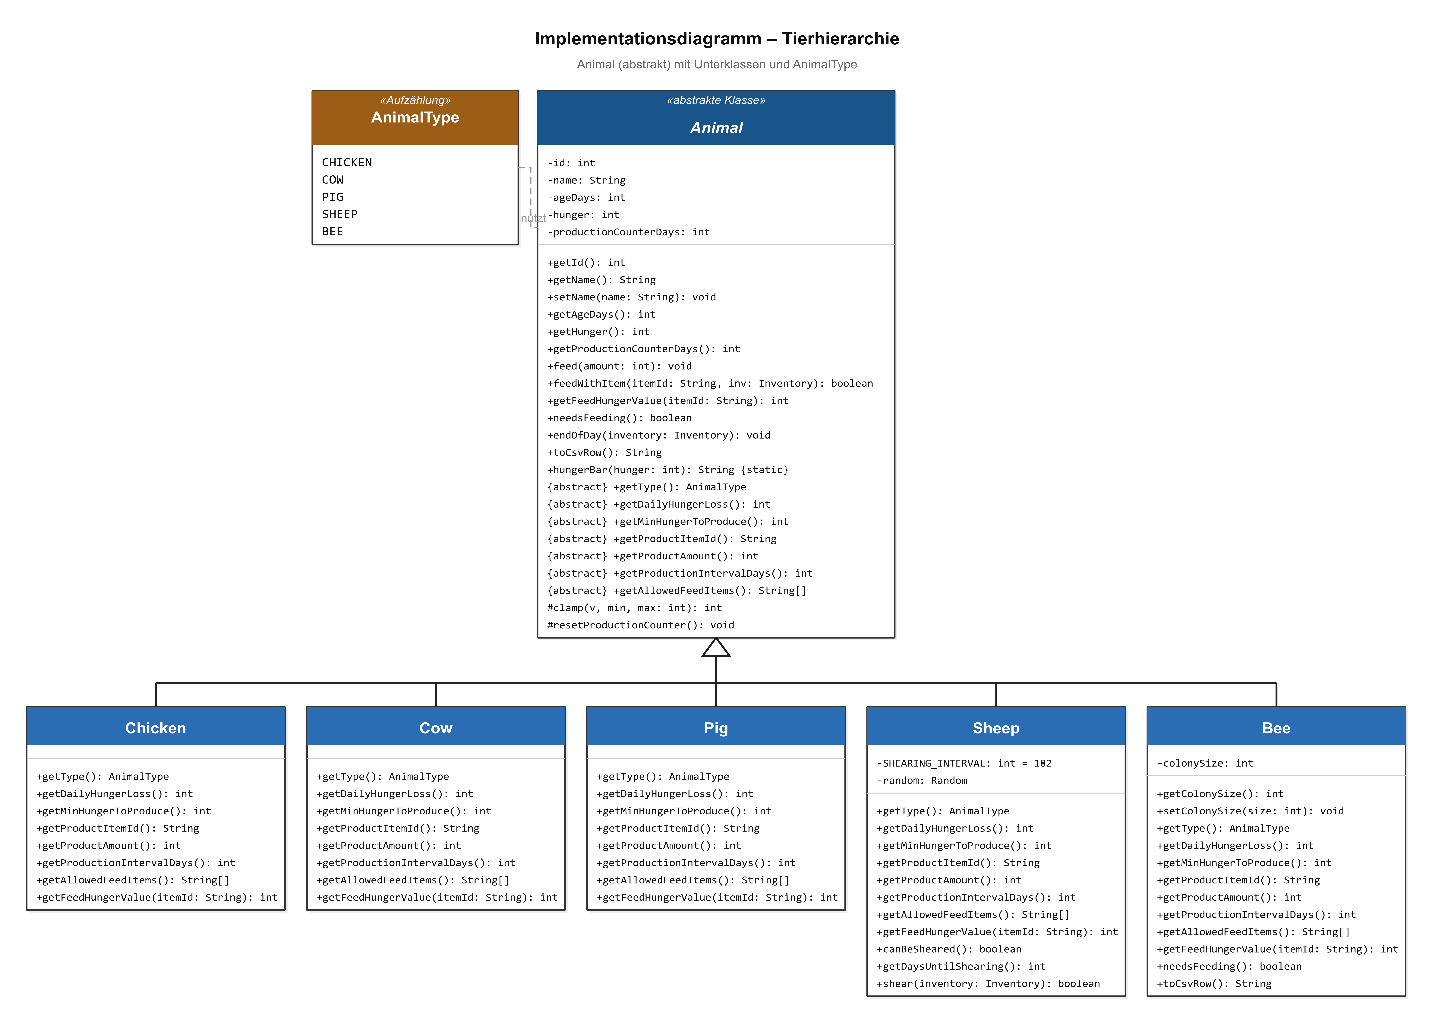 Implementationsdiagramm – Tierhierarchie
Animal (abstrakt) mit Unterklassen und AnimalType
«Aufzählung»
AnimalType
CHICKEN
COW
PIG
SHEEP
BEE
nutzt
«abstrakte Klasse»
Animal
-id: int
-name: String
-ageDays: int
-hunger: int
-productionCounterDays: int
+getId(): int
+getName(): String
+setName(name: String): void
+getAgeDays(): int
+getHunger(): int
+getProductionCounterDays(): int
+feed(amount: int): void
+feedWithItem(itemId: String, inv: Inventory): boolean
+getFeedHungerValue(itemId: String): int
+needsFeeding(): boolean
+endOfDay(inventory: Inventory): void
+toCsvRow(): String
+hungerBar(hunger: int): String {static}
{abstract} +getType(): AnimalType
{abstract} +getDailyHungerLoss(): int
{abstract} +getMinHungerToProduce(): int
{abstract} +getProductItemId(): String
{abstract} +getProductAmount(): int
{abstract} +getProductionIntervalDays(): int
{abstract} +getAllowedFeedItems(): String[]
#clamp(v, min, max: int): int
#resetProductionCounter(): void
Chicken
+getType(): AnimalType
+getDailyHungerLoss(): int
+getMinHungerToProduce(): int
+getProductItemId(): String
+getProductAmount(): int
+getProductionIntervalDays(): int
+getAllowedFeedItems(): String[]
+getFeedHungerValue(itemId: String): int
Cow
+getType(): AnimalType
+getDailyHungerLoss(): int
+getMinHungerToProduce(): int
+getProductItemId(): String
+getProductAmount(): int
+getProductionIntervalDays(): int
+getAllowedFeedItems(): String[]
+getFeedHungerValue(itemId: String): int
Pig
+getType(): AnimalType
+getDailyHungerLoss(): int
+getMinHungerToProduce(): int
+getProductItemId(): String
+getProductAmount(): int
+getProductionIntervalDays(): int
+getAllowedFeedItems(): String[]
+getFeedHungerValue(itemId: String): int
Sheep
-SHEARING_INTERVAL: int = 102
-random: Random
+getType(): AnimalType
+getDailyHungerLoss(): int
+getMinHungerToProduce(): int
+getProductItemId(): String
+getProductAmount(): int
+getProductionIntervalDays(): int
+getAllowedFeedItems(): String[]
+getFeedHungerValue(itemId: String): int
+canBeSheared(): boolean
+getDaysUntilShearing(): int
+shear(inventory: Inventory): boolean
Bee
-colonySize: int
+getColonySize(): int
+setColonySize(size: int): void
+getType(): AnimalType
+getDailyHungerLoss(): int
+getMinHungerToProduce(): int
+getProductItemId(): String
+getProductAmount(): int
+getProductionIntervalDays(): int
+getAllowedFeedItems(): String[]
+getFeedHungerValue(itemId: String): int
+needsFeeding(): boolean
+toCsvRow(): String